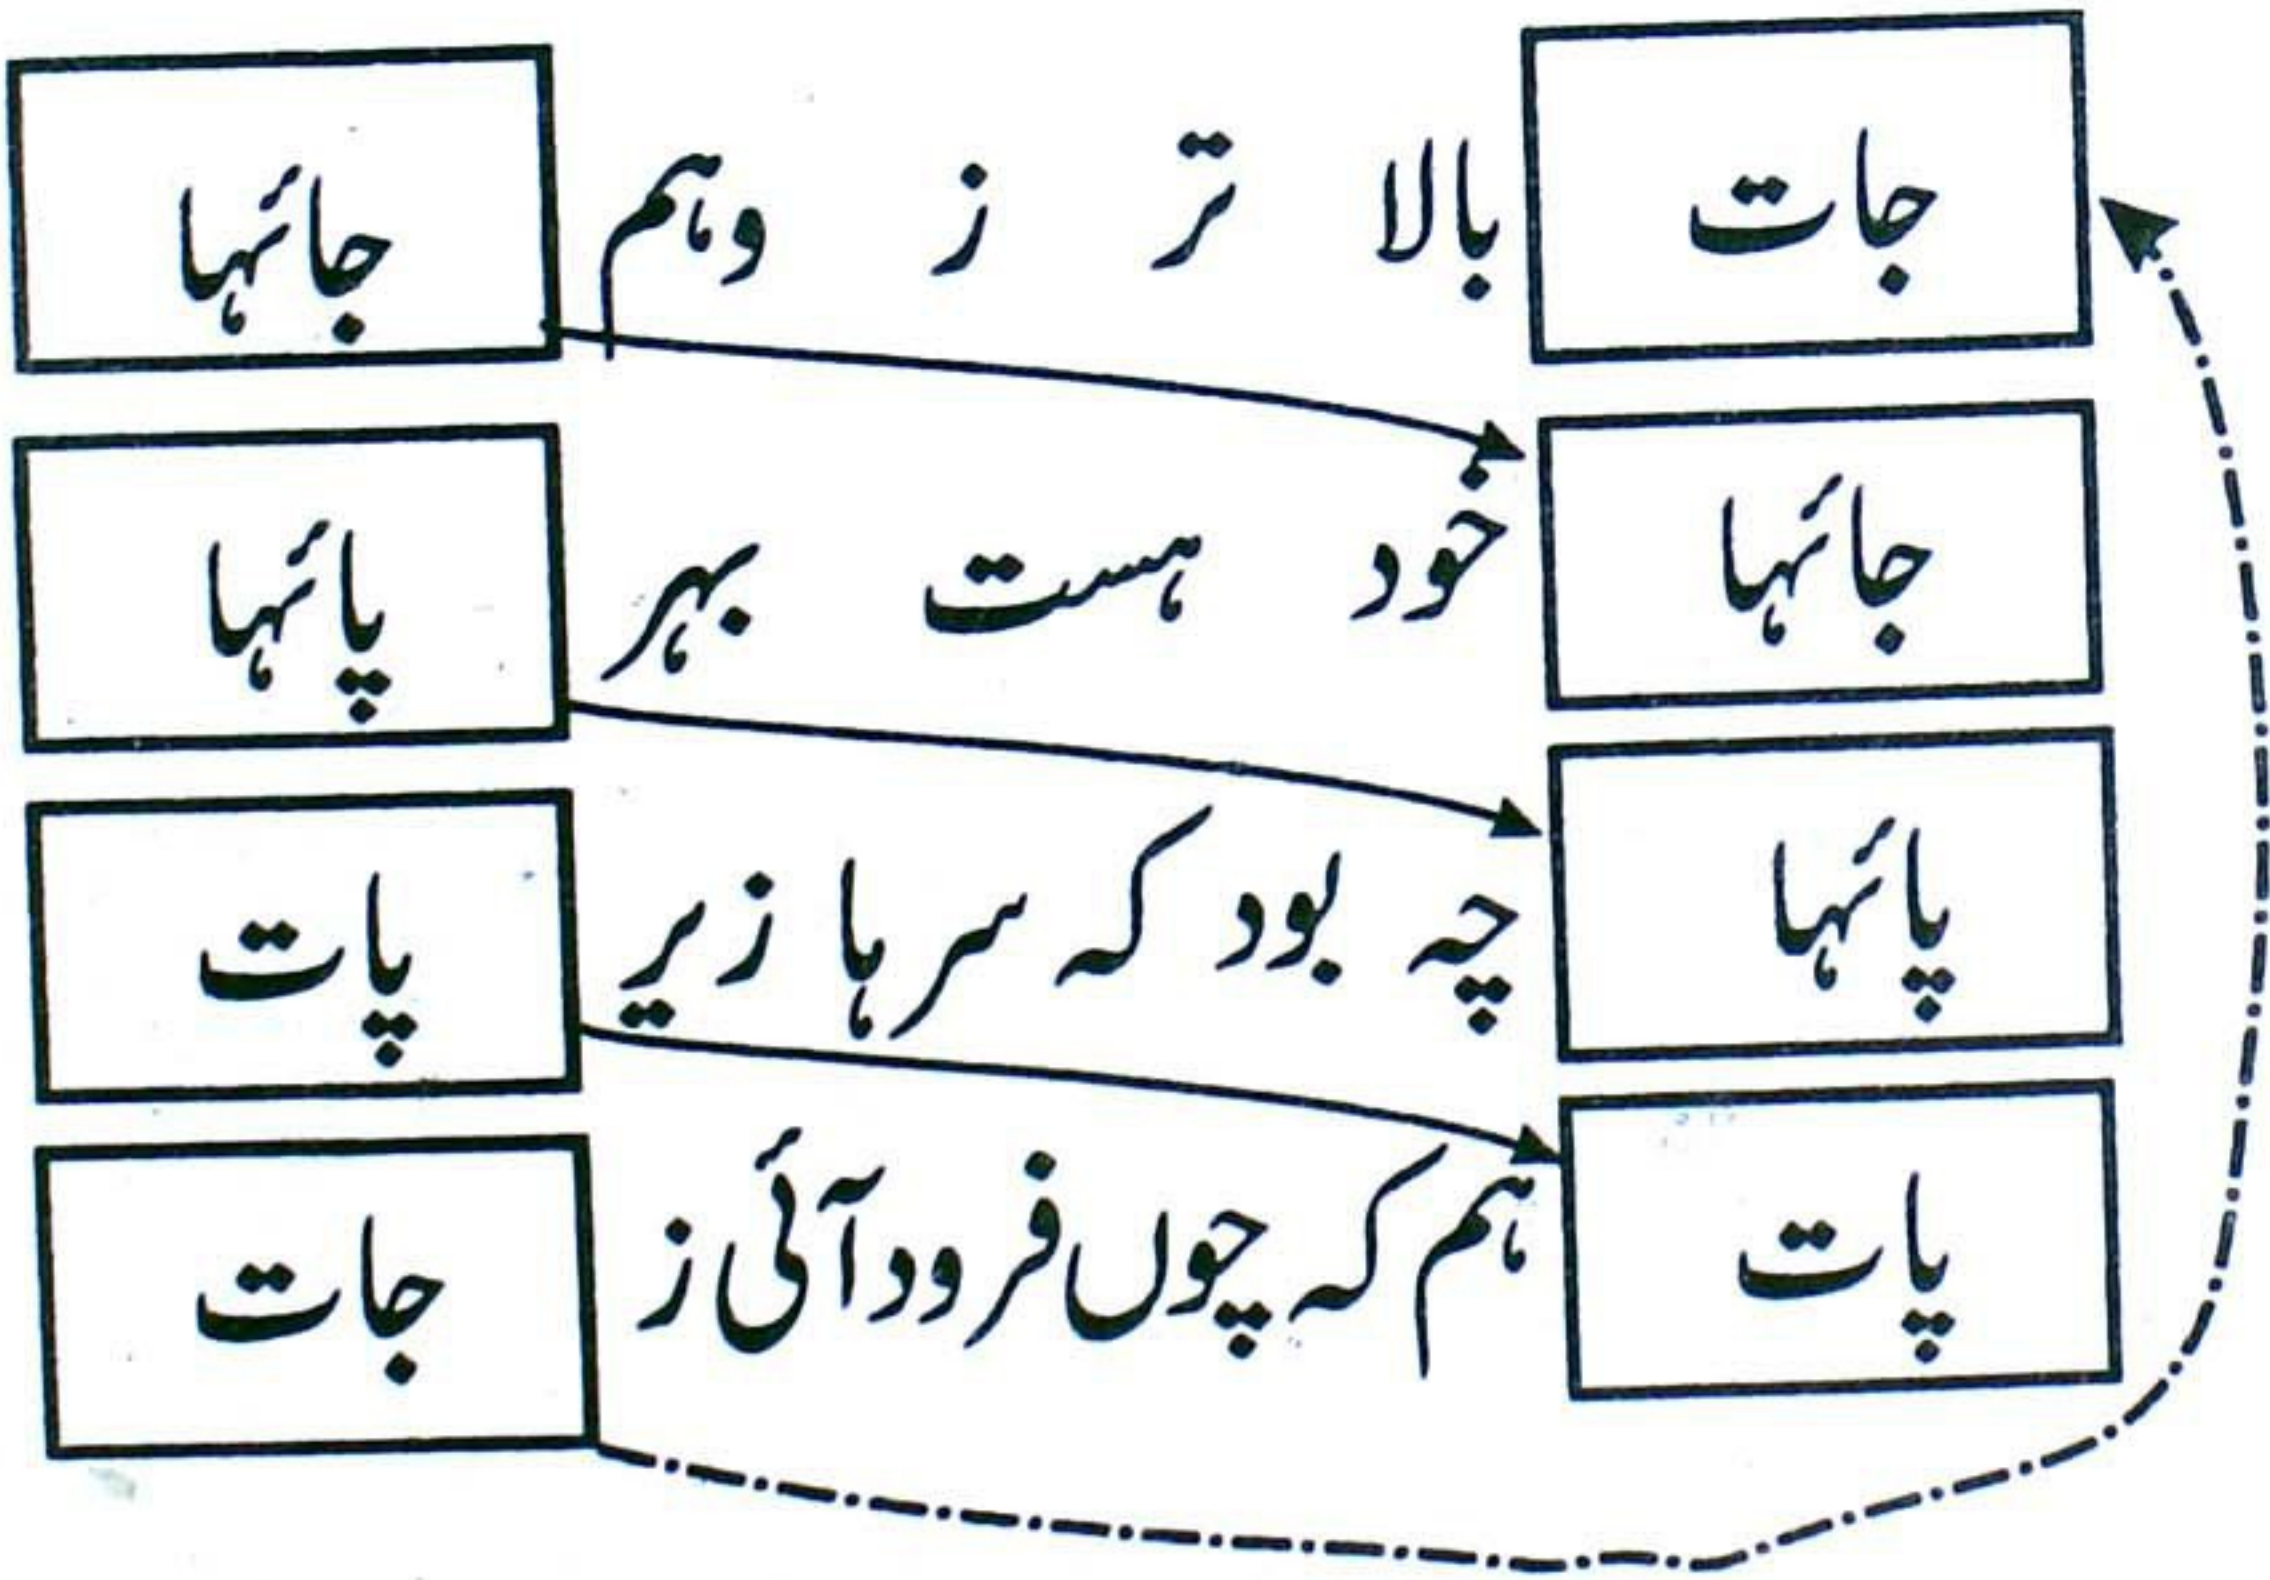 جات بالا تر ز وہم جائہا
جائہا خود ہست بہر پائہا
پائہا چہ بود کہ سرہا زیر پات
پات ہم کہ چوں فرود آئی ز جات